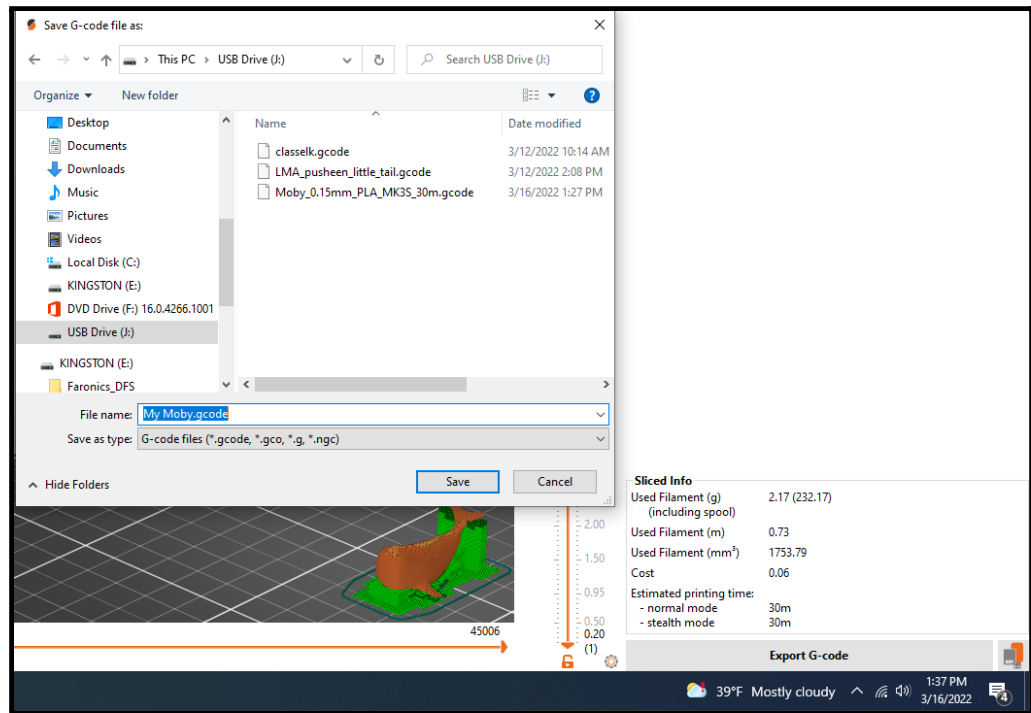 Save G-code file as:
This PC > USB Drive (J:)
Search USB Drive (J:)
Organize
New folder
Desktop
Documents
Downloads
Music
Pictures
Videos
Local Disk (C:)
KINGSTON (E:)
DVD Drive (F:) 16.0.4266.1001
USB Drive (J:)
KINGSTON (E:)
Faronics_DFS
Name Date modified
classelk.gcode 3/12/2022 10:14 AM
LMA_pusheen_little_tail.gcode 3/12/2022 2:08 PM
Moby_0.15mm_PLA_MK3S_30m.gcode 3/16/2022 1:27 PM
File name: My Moby.gcode
Save as type: G-code files (*.gcode, *.gco, *.g, *.ngc)
Hide Folders
Save
Cancel
2.00
1.50
0.95
0.50
0.20
(1)
45006
Sliced Info
Used Filament (g) 2.17 (232.17)
(including spool)
Used Filament (m) 0.73
Used Filament (mm³) 1753.79
Cost 0.06
Estimated printing time:
- normal mode 30m
- stealth mode 30m
Export G-code
39°F Mostly cloudy
1:37 PM
3/16/2022
4